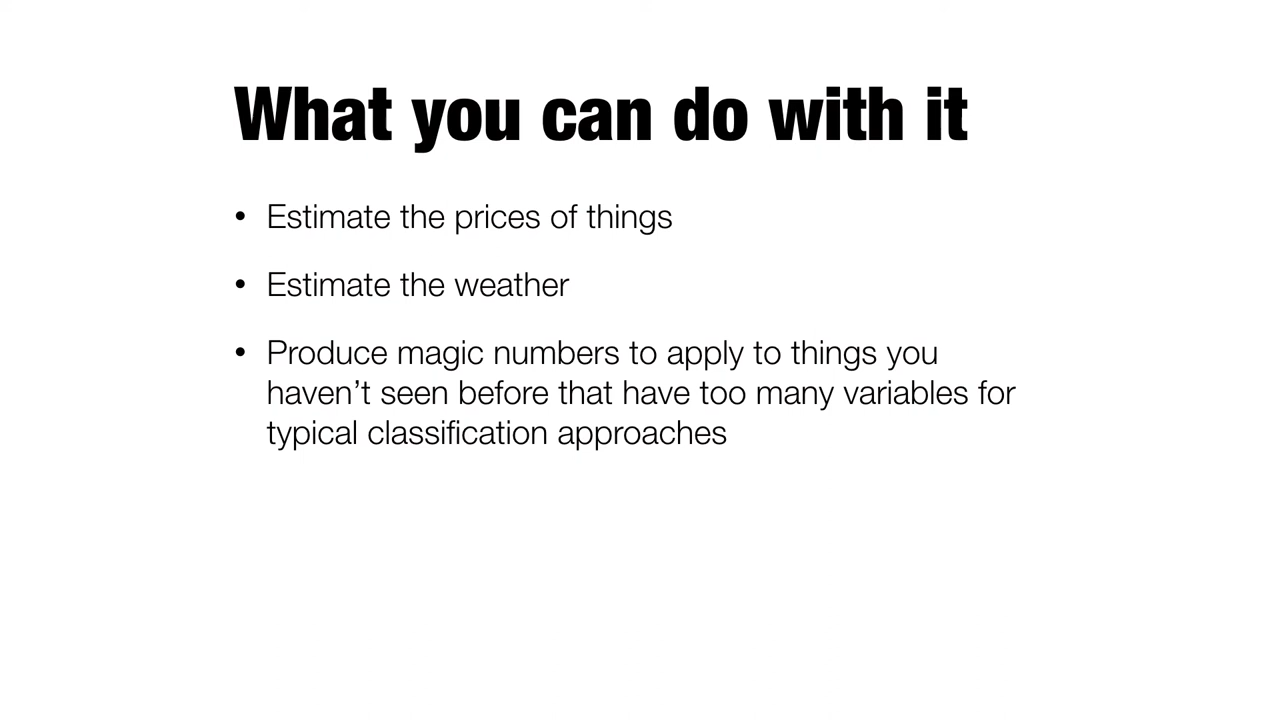 What you can do with it
• Estimate the prices of things
• Estimate the weather
• Produce magic numbers to apply to things you
haven’t seen before that have too many variables for
typical classification approaches